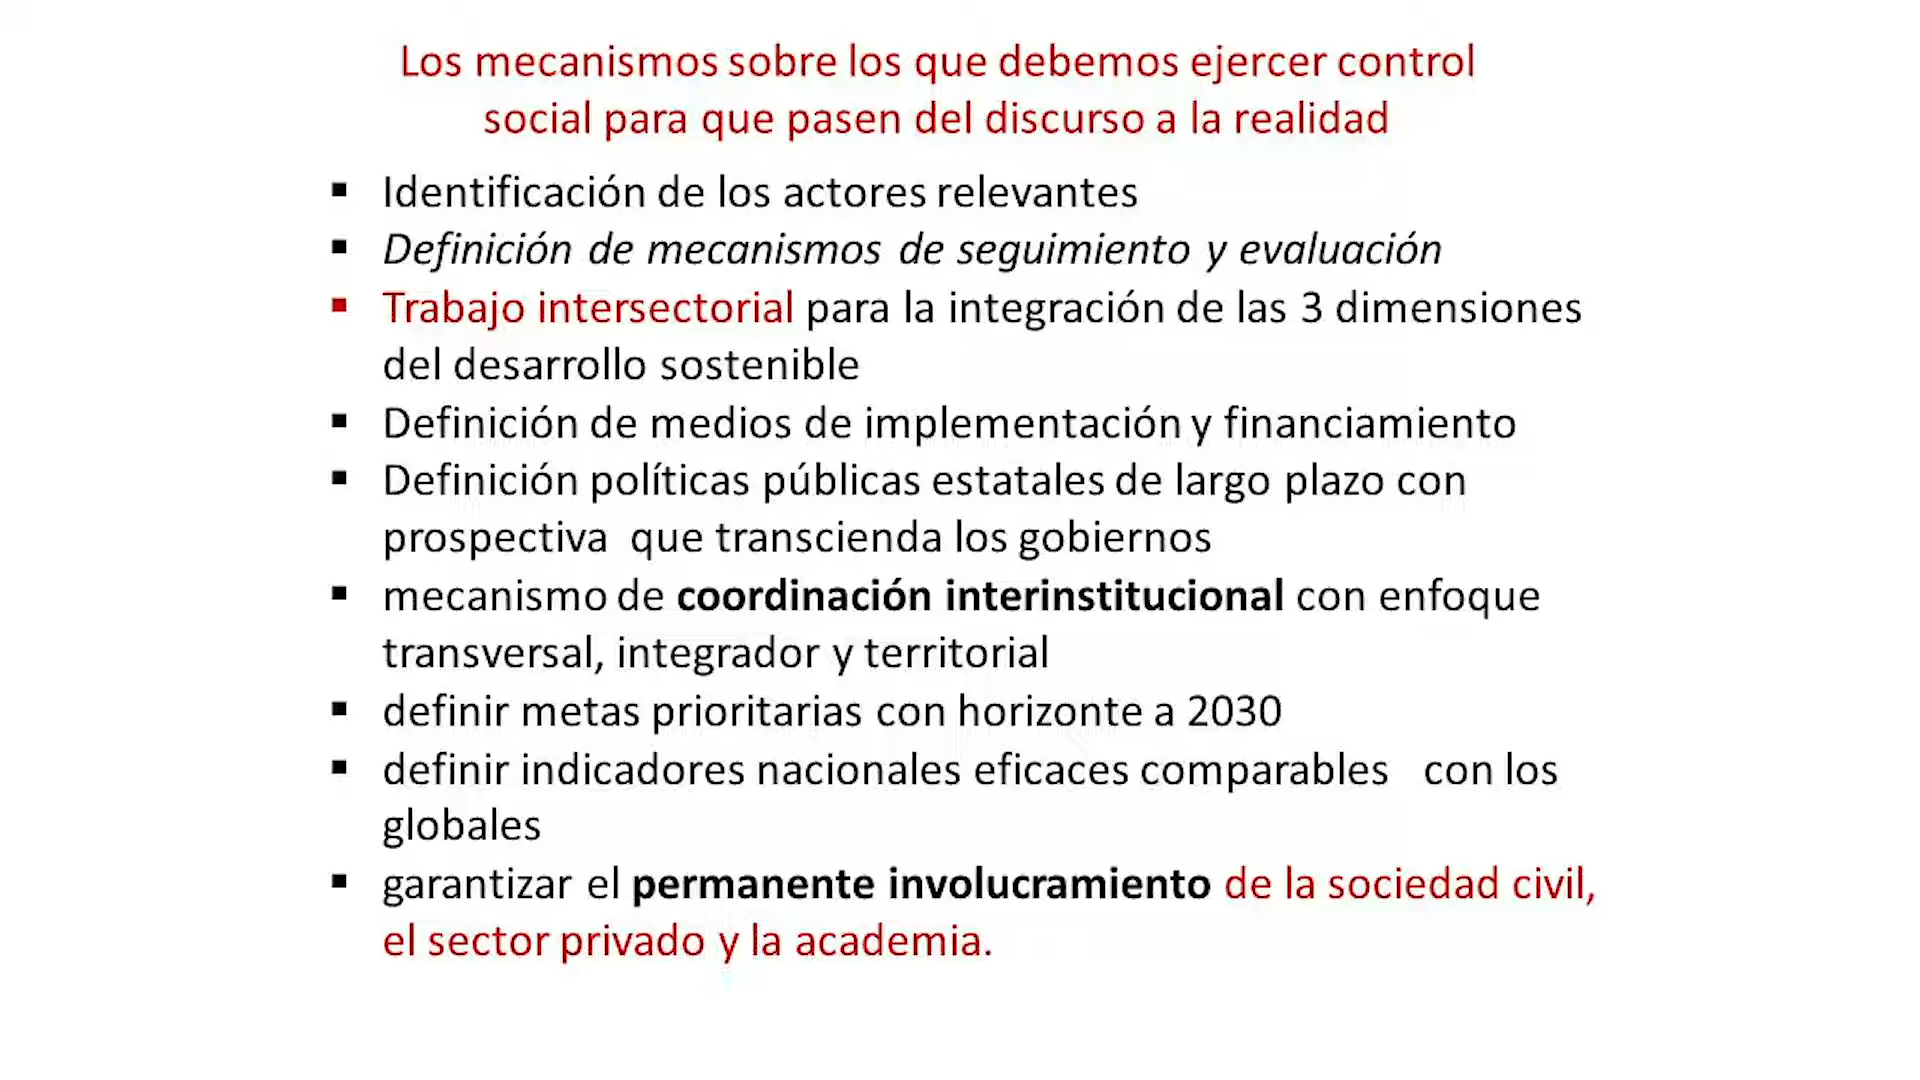 Los mecanismos sobre los que debemos ejercer control
social para que pasen del discurso a la realidad
▪ Identificación de los actores relevantes
▪ Definición de mecanismos de seguimiento y evaluación
▪ Trabajo intersectorial para la integración de las 3 dimensiones
del desarrollo sostenible
▪ Definición de medios de implementación y financiamiento
▪ Definición políticas públicas estatales de largo plazo con
prospectiva que transcienda los gobiernos
▪ mecanismo de coordinación interinstitucional con enfoque
transversal, integrador y territorial
▪ definir metas prioritarias con horizonte a 2030
▪ definir indicadores nacionales eficaces comparables con los
globales
▪ garantizar el permanente involucramiento de la sociedad civil,
el sector privado y la academia.